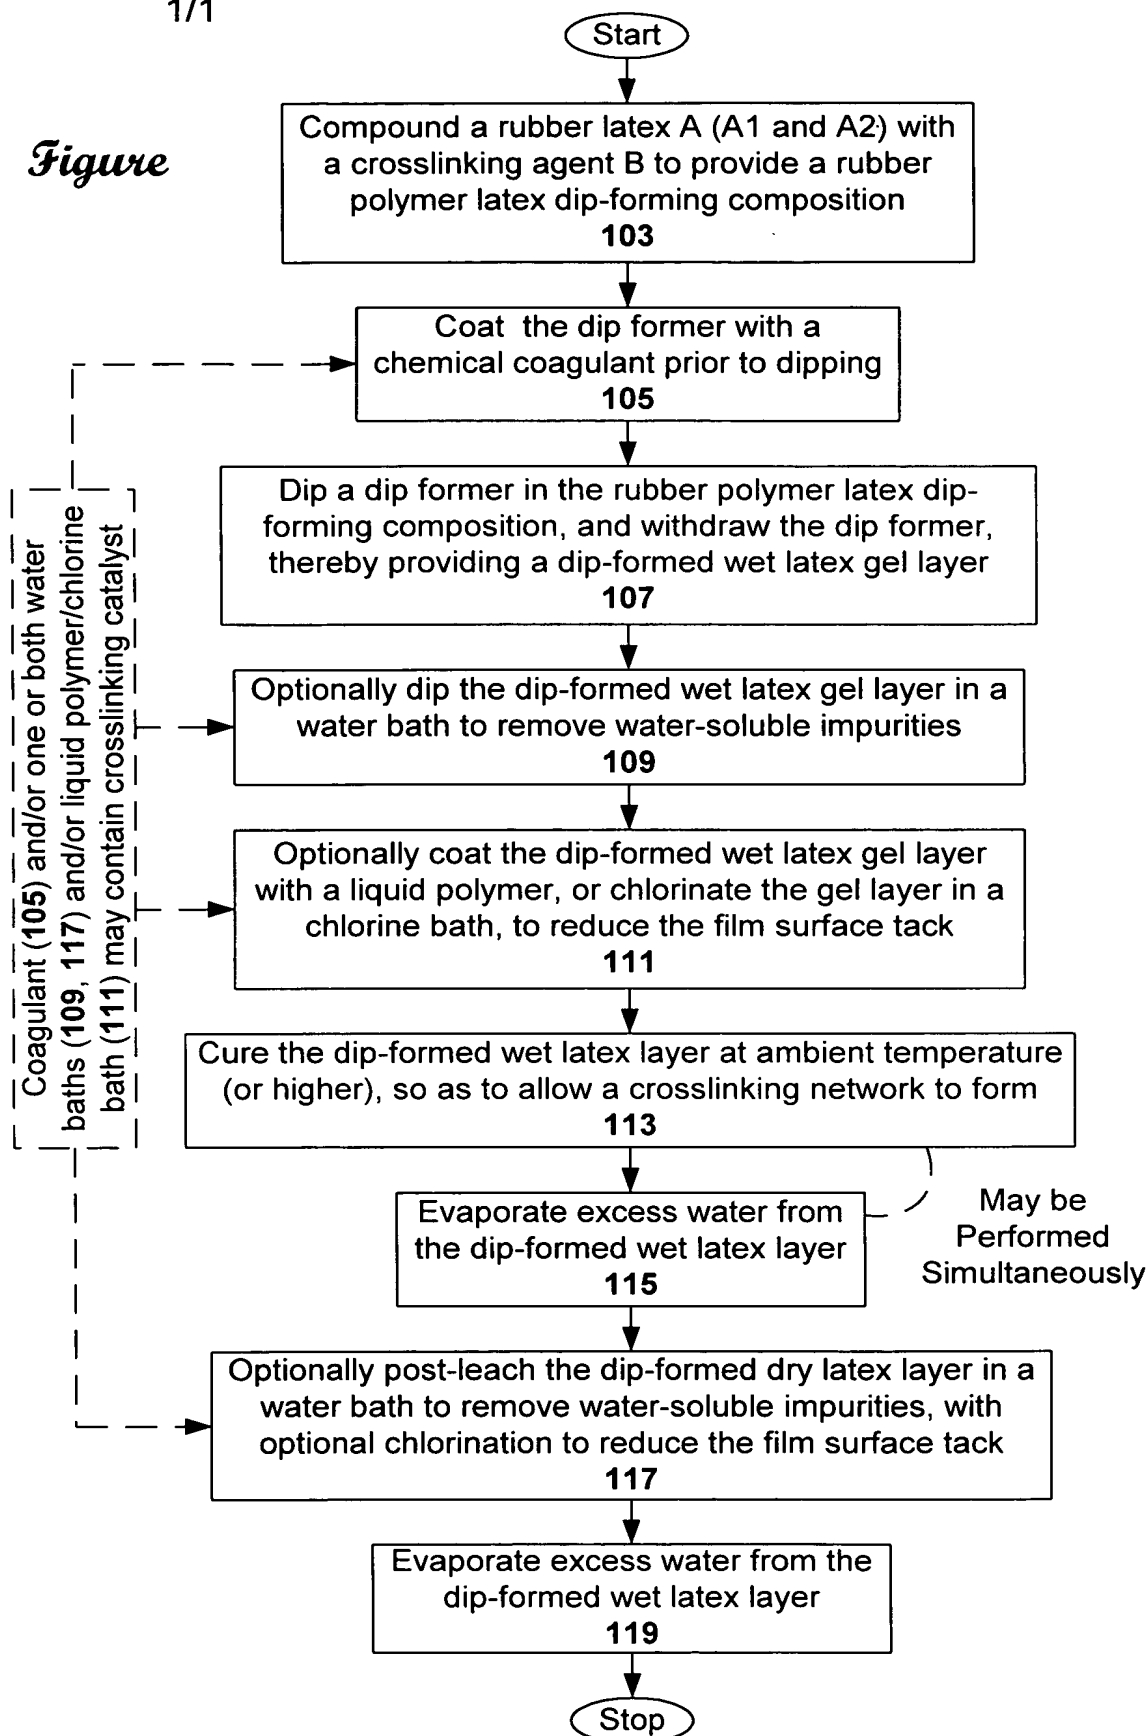 1/1
Figure
Start
Compound a rubber latex A (A1 and A2) with
a crosslinking agent B to provide a rubber
polymer latex dip-forming composition
103
Coat the dip former with a
chemical coagulant prior to dipping
105
Dip a dip former in the rubber polymer latex dip-
forming composition, and withdraw the dip former,
thereby providing a dip-formed wet latex gel layer
107
Optionally dip the dip-formed wet latex gel layer in a
water bath to remove water-soluble impurities
109
Optionally coat the dip-formed wet latex gel layer
with a liquid polymer, or chlorinate the gel layer in a
chlorine bath, to reduce the film surface tack
111
Coagulant (105) and/or one or both water
baths (109, 117) and/or liquid polymer/chlorine
bath (111) may contain crosslinking catalyst
Cure the dip-formed wet latex layer at ambient temperature
(or higher), so as to allow a crosslinking network to form
113
Evaporate excess water from
the dip-formed wet latex layer
115
May be
Performed
Simultaneously
Optionally post-leach the dip-formed dry latex layer in a
water bath to remove water-soluble impurities, with
optional chlorination to reduce the film surface tack
117
Evaporate excess water from the
dip-formed wet latex layer
119
Stop